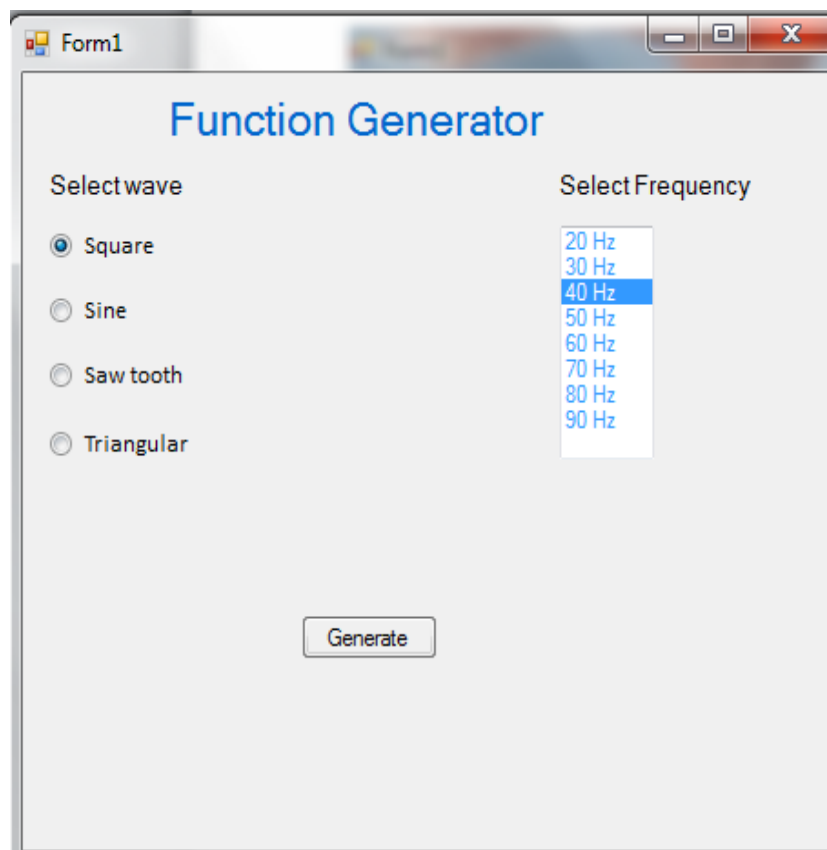 Form1
Function Generator
Select wave
Square
Sine
Saw tooth
Triangular
Select Frequency
20 Hz
30 Hz
40 Hz
50 Hz
60 Hz
70 Hz
80 Hz
90 Hz
Generate